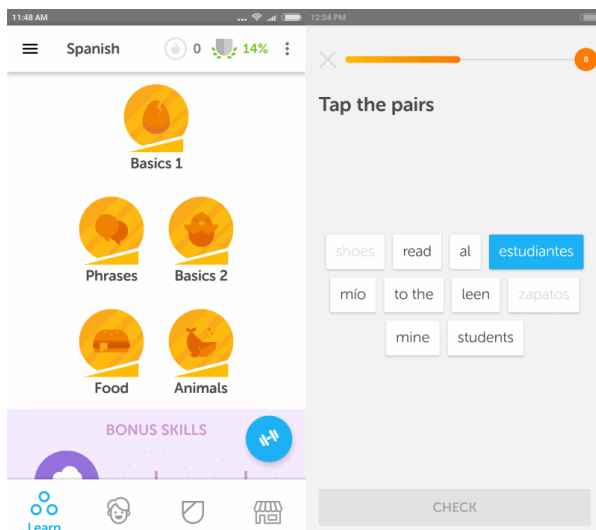 11:48 AM
Spanish 0 14%
Basics 1
Phrases Basics 2
Food Animals
BONUS SKILLS
Learn
12:04 PM
8
Tap the pairs
shoes read al estudiantes
mío to the leen zapatos
mine students
CHECK